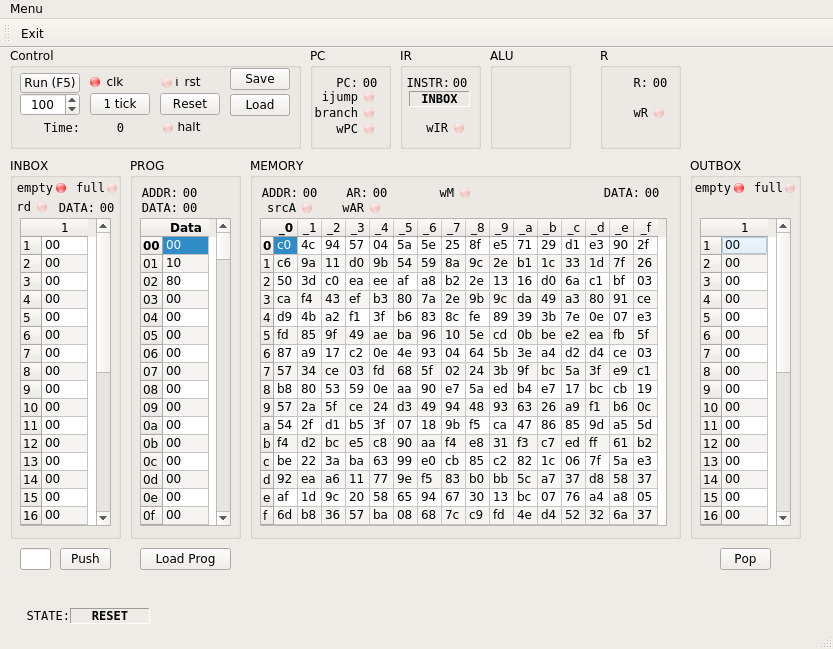 Menu
Exit
Control PC IR ALU R
Run (F5) clk i rst Save PC: 00 INSTR: 00 R: 00
100 1 tick Reset Load ijump INBOX
branch wR
Time: 0 halt wPC wIR
INBOX PROG MEMORY OUTBOX
empty full ADDR: 00 ADDR: 00 AR: 00 wM DATA: 00 empty full
rd DATA: 00 DATA: 00 srcA wAR
1 Data _0 _1 _2 _3 _4 _5 _6 _7 _8 _9 _a _b _c _d _e _f 1
1 00 00 00 0 c0 4c 94 57 04 5a 5e 25 8f e5 71 29 d1 e3 90 2f 1 00
2 00 01 10 1 c6 9a 11 d0 9b 54 59 8a 9c 2e b1 1c 33 1d 7f 26 2 00
3 00 02 80 2 50 3d c0 ea ee af a8 b2 2e 13 16 d0 6a c1 bf 03 3 00
4 00 03 00 3 ca f4 43 ef b3 80 7a 2e 9b 9c da 49 a3 80 91 ce 4 00
5 00 04 00 4 d9 4b a2 f1 3f b6 83 8c fe 89 39 3b 7e 0e 07 e3 5 00
6 00 05 00 5 fd 85 9f 49 ae ba 96 10 5e cd 0b be e2 ea fb 5f 6 00
7 00 06 00 6 87 a9 17 c2 0e 4e 93 04 64 5b 3e a4 d2 d4 ce 03 7 00
8 00 07 00 7 57 34 ce 03 fd 68 5f 02 24 3b 9f bc 5a 3f e9 c1 8 00
9 00 08 00 8 b8 80 53 59 0e aa 90 e7 5a ed b4 e7 17 bc cb 19 9 00
10 00 09 00 9 57 2a 5f ce 24 d3 49 94 48 93 63 26 a9 f1 b6 0c 10 00
11 00 0a 00 a 54 2f d1 b5 3f 07 18 9b f5 ca 47 86 85 9d a5 5d 11 00
12 00 0b 00 b f4 d2 bc e5 c8 90 aa f4 e8 31 f3 c7 ed ff 61 b2 12 00
13 00 0c 00 c be 22 3a ba 63 99 e0 cb 85 c2 82 1c 06 7f 5a e3 13 00
14 00 0d 00 d 92 ea a6 11 77 9e f5 83 b0 bb 5c a7 37 d8 58 37 14 00
15 00 0e 00 e af 1d 9c 20 58 65 94 67 30 13 bc 07 76 a4 a8 05 15 00
16 00 0f 00 f 6d b8 36 57 ba 08 68 7c c9 fd 4e d4 52 32 6a 37 16 00
Push Load Prog Pop
STATE: RESET